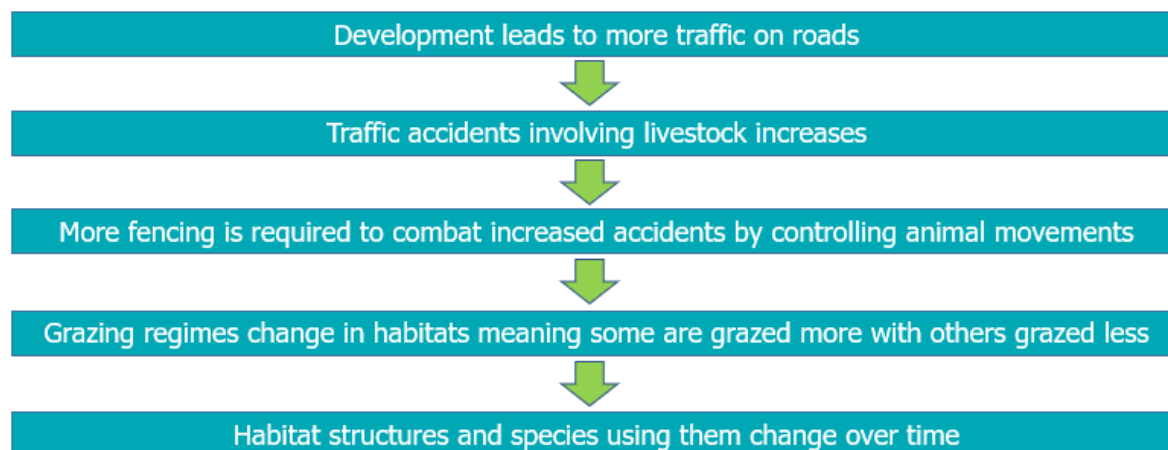 Development leads to more traffic on roads
Traffic accidents involving livestock increases
More fencing is required to combat increased accidents by controlling animal movements
Grazing regimes change in habitats meaning some are grazed more with others grazed less
Habitat structures and species using them change over time